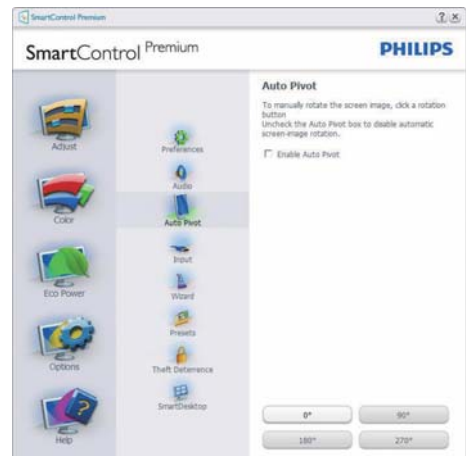 SmartControl Premium
SmartControl Premium
PHILIPS
Adjust
Color
Eco Power
Options
Help
Preferences
Audio
Auto Pivot
Input
Wizard
Presets
Theft Deterrence
SmartDesktop
Auto Pivot
To manually rotate the screen image, click a rotation
button
Uncheck the Auto Pivot box to disable automatic
screen-image rotation.
Enable Auto Pivot
0°
90°
180°
270°